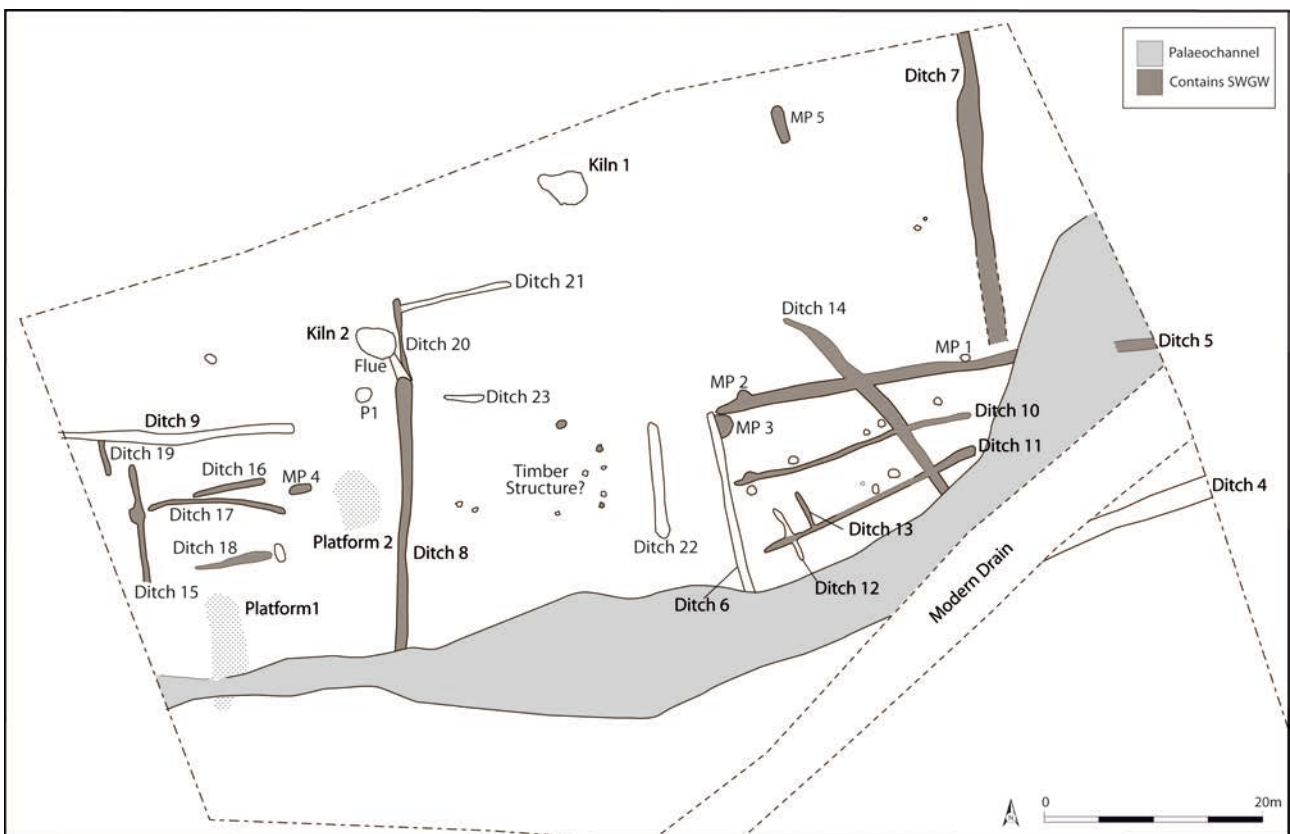 Palaeochannel
Contains SWGW
Ditch 7
MP 5
Kiln 1
Ditch 21
Ditch 14
Kiln 2
Ditch 20
MP 1
Ditch 5
Flue
MP 2
P1
Ditch 23
Ditch 10
Ditch 9
MP 3
Ditch 11
Ditch 19
Ditch 16
MP 4
Timber
Structure?
Ditch 4
Ditch 17
Ditch 13
Platform 2
Ditch 8
Ditch 22
Ditch 18
Ditch 12
Ditch 15
Platform1
Ditch 6
Modern Drain
N
0
20m